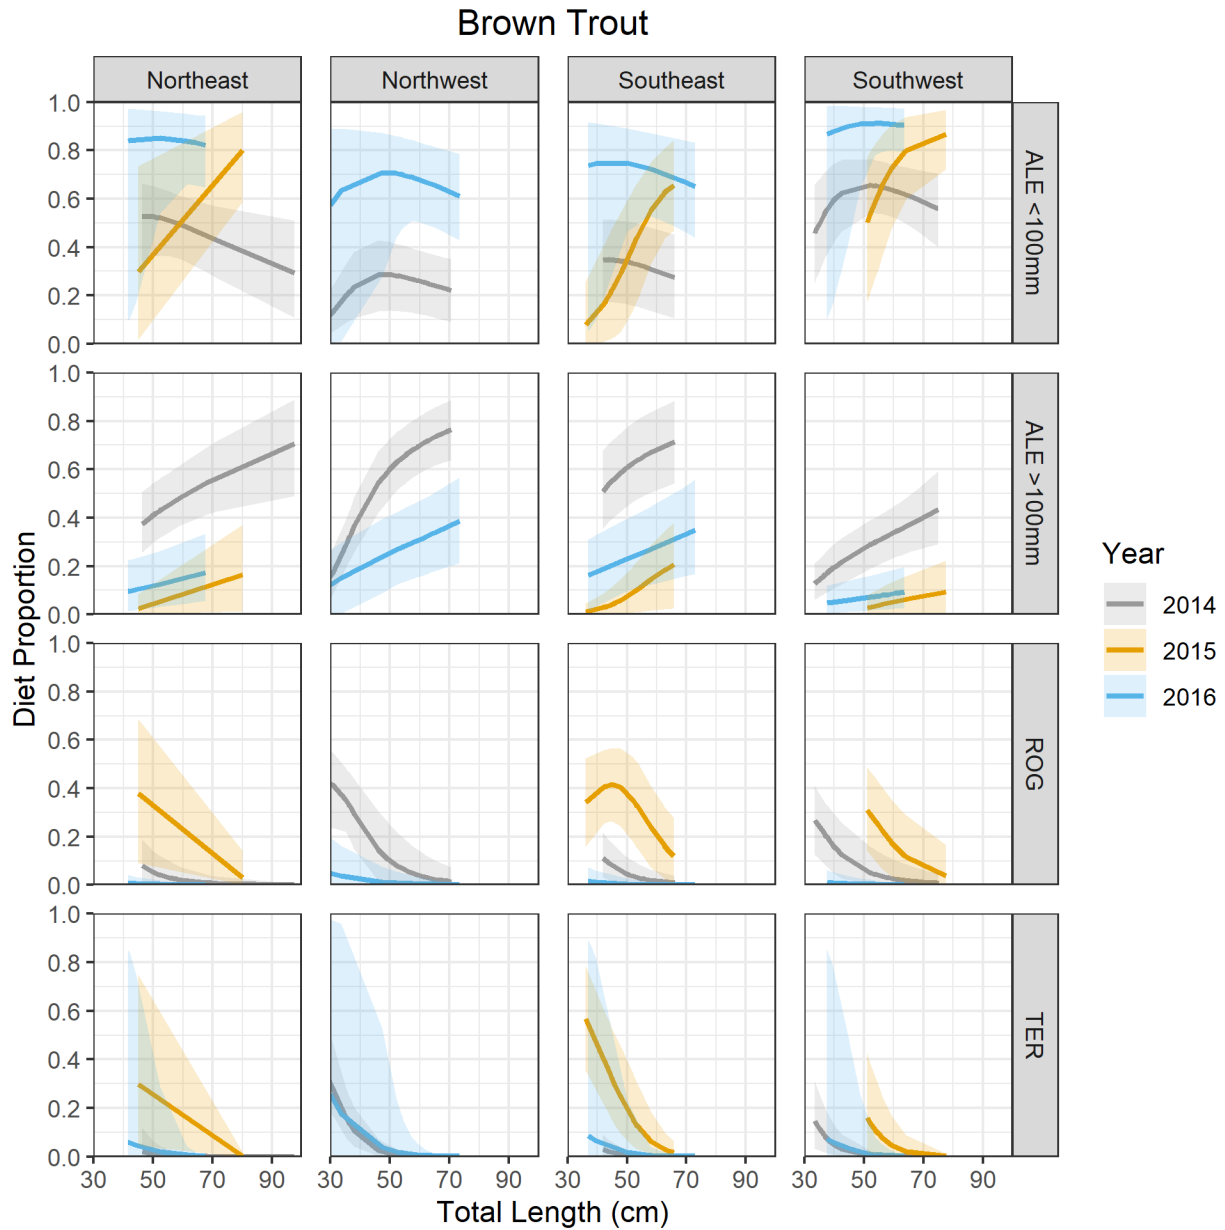 Brown Trout
Northeast Northwest Southeast Southwest
1.0
0.8
0.6
0.4
0.2
0.0
ALE <100mm
1.0
0.8
0.6
0.4
0.2
0.0
ALE >100mm
1.0
0.8
0.6
0.4
0.2
0.0
ROG
1.0
0.8
0.6
0.4
0.2
0.0
TER
30 50 70 90 30 50 70 90 30 50 70 90 30 50 70 90
Total Length (cm)
Diet Proportion
Year
2014
2015
2016